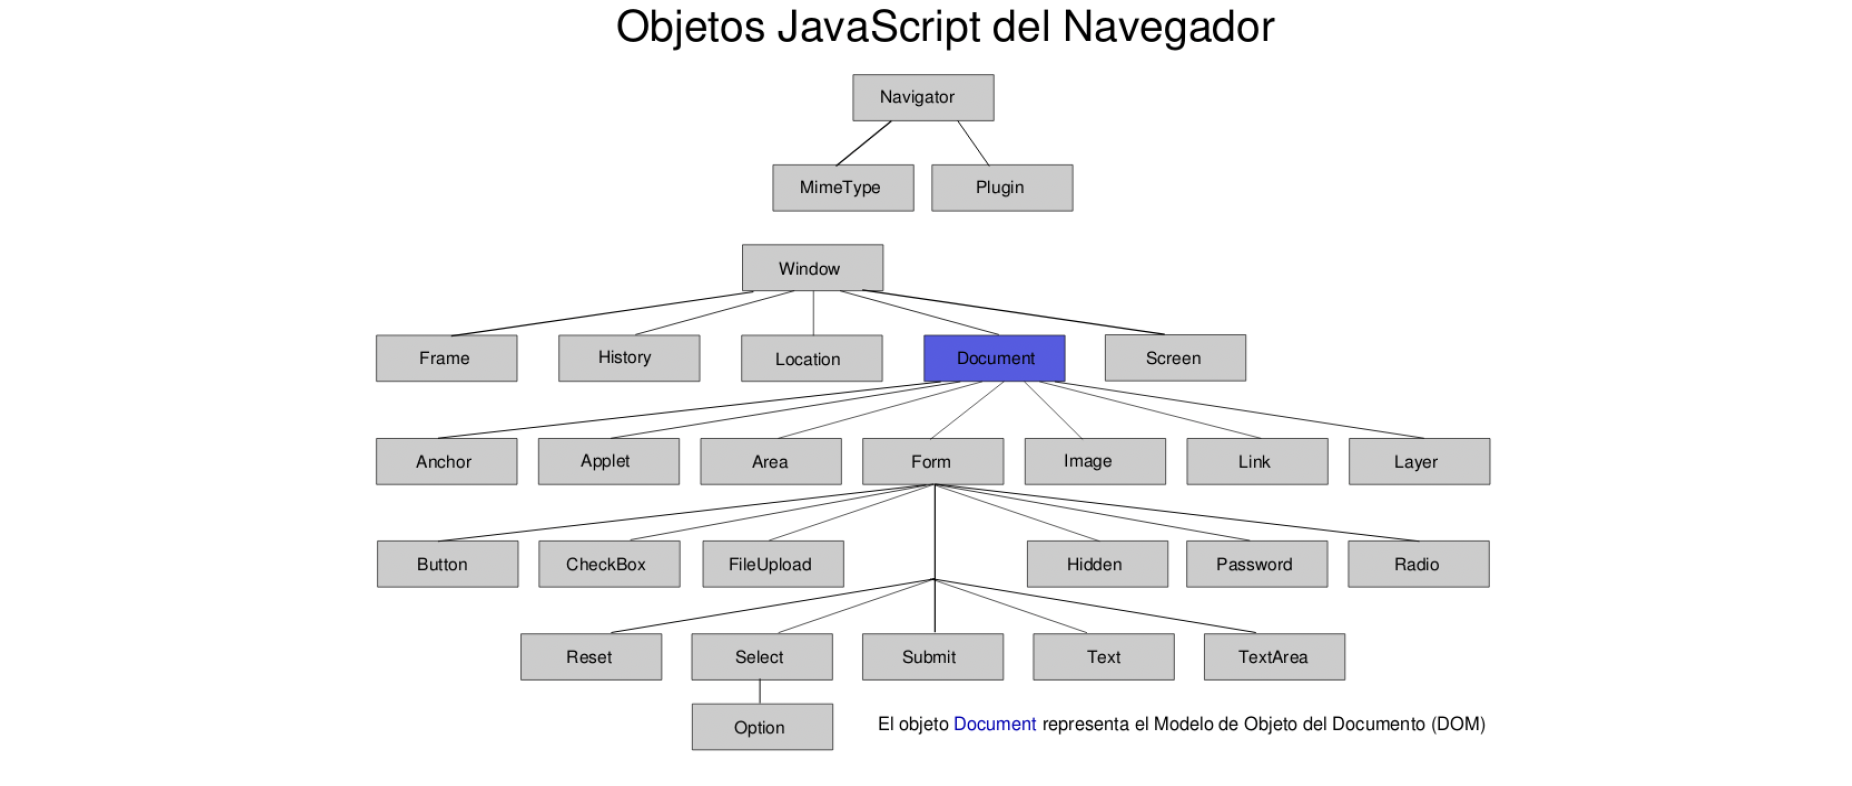 Objetos JavaScript del Navegador
Navigator
MimeType
Plugin
Window
Frame
History
Location
Document
Screen
Anchor
Applet
Area
Form
Image
Link
Layer
Button
CheckBox
FileUpload
Hidden
Password
Radio
Reset
Select
Submit
Text
TextArea
Option
El objeto Document representa el Modelo de Objeto del Documento (DOM)